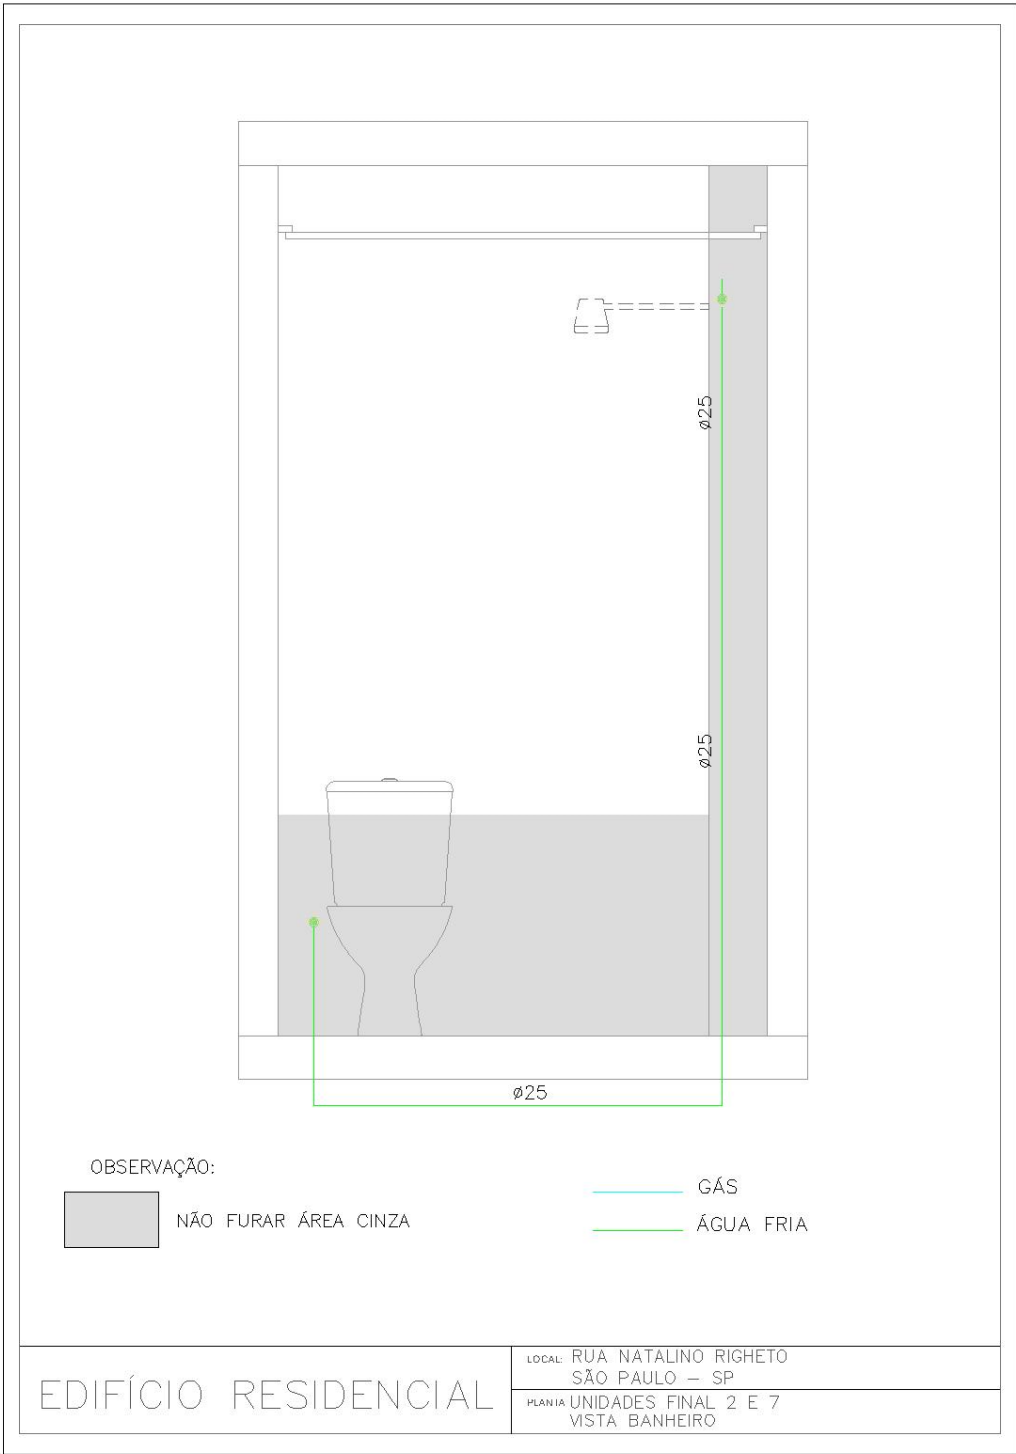 ø25
ø25
ø25
OBSERVAÇÃO:
NÃO FURAR ÁREA CINZA
GÁS
ÁGUA FRIA
EDIFÍCIO RESIDENCIAL
LOCAL: RUA NATALINO RIGHETO
SÃO PAULO – SP
PLANTA UNIDADES FINAL 2 E 7
VISTA BANHEIRO